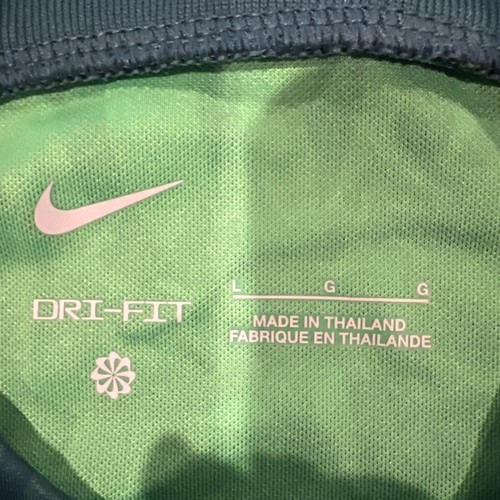 DRI-FIT
L G G
MADE IN THAILAND
FABRIQUE EN THAILANDE